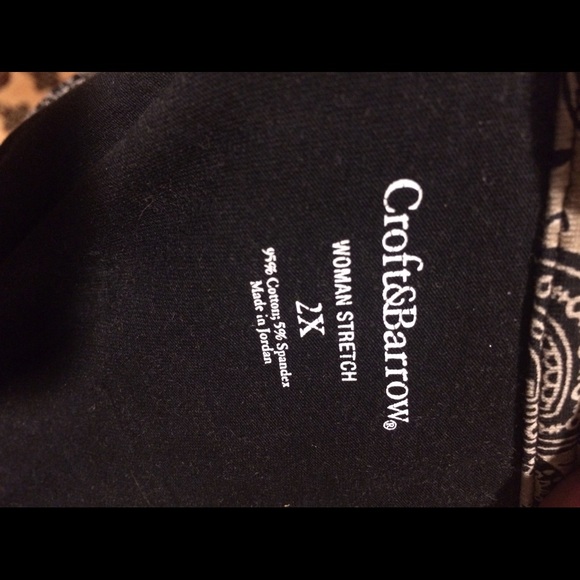 Croft&Barrow®
WOMAN STRETCH
2X
95% Cotton; 5% Spandex
Made in Jordan